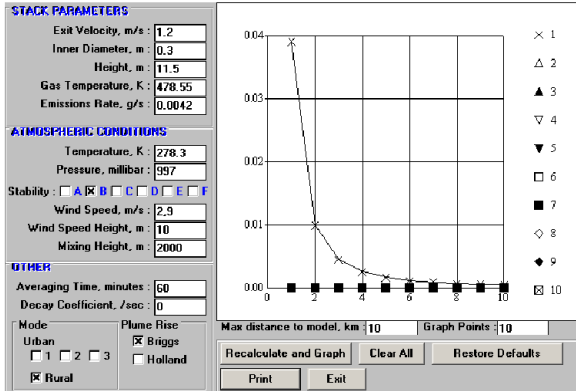 STACK PARAMETERS
Exit Velocity, m/s : 1.2
Inner Diameter, m : 0.3
Height, m : 11.5
Gas Temperature, K : 478.55
Emissions Rate, g/s : 0.0042
ATMOSPHERIC CONDITIONS
Temperature, K : 278.3
Pressure, millibar : 997
Stability : A B C D E F
Wind Speed, m/s : 2.9
Wind Speed Height, m : 10
Mixing Height, m : 2000
OTHER
Averaging Time, minutes : 60
Decay Coefficient, /sec : 0
Mode
Urban
1 2 3
Rural
Plume Rise
Briggs
Holland
0.04
0.03
0.02
0.01
0.00
0 2 4 6 8 10
1
2
3
4
5
6
7
8
9
10
Max distance to model, km : 10 Graph Points : 10
Recalculate and Graph Clear All Restore Defaults
Print Exit